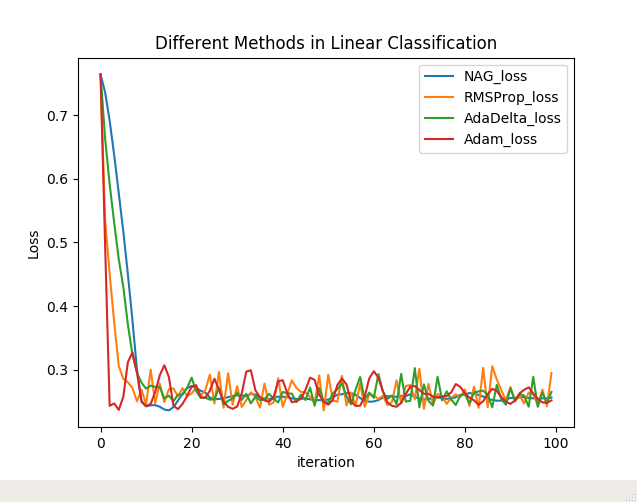 Different Methods in Linear Classification
NAG_loss
RMSProp_loss
AdaDelta_loss
Adam_loss
Loss
0.7
0.6
0.5
0.4
0.3
0 20 40 60 80 100
iteration